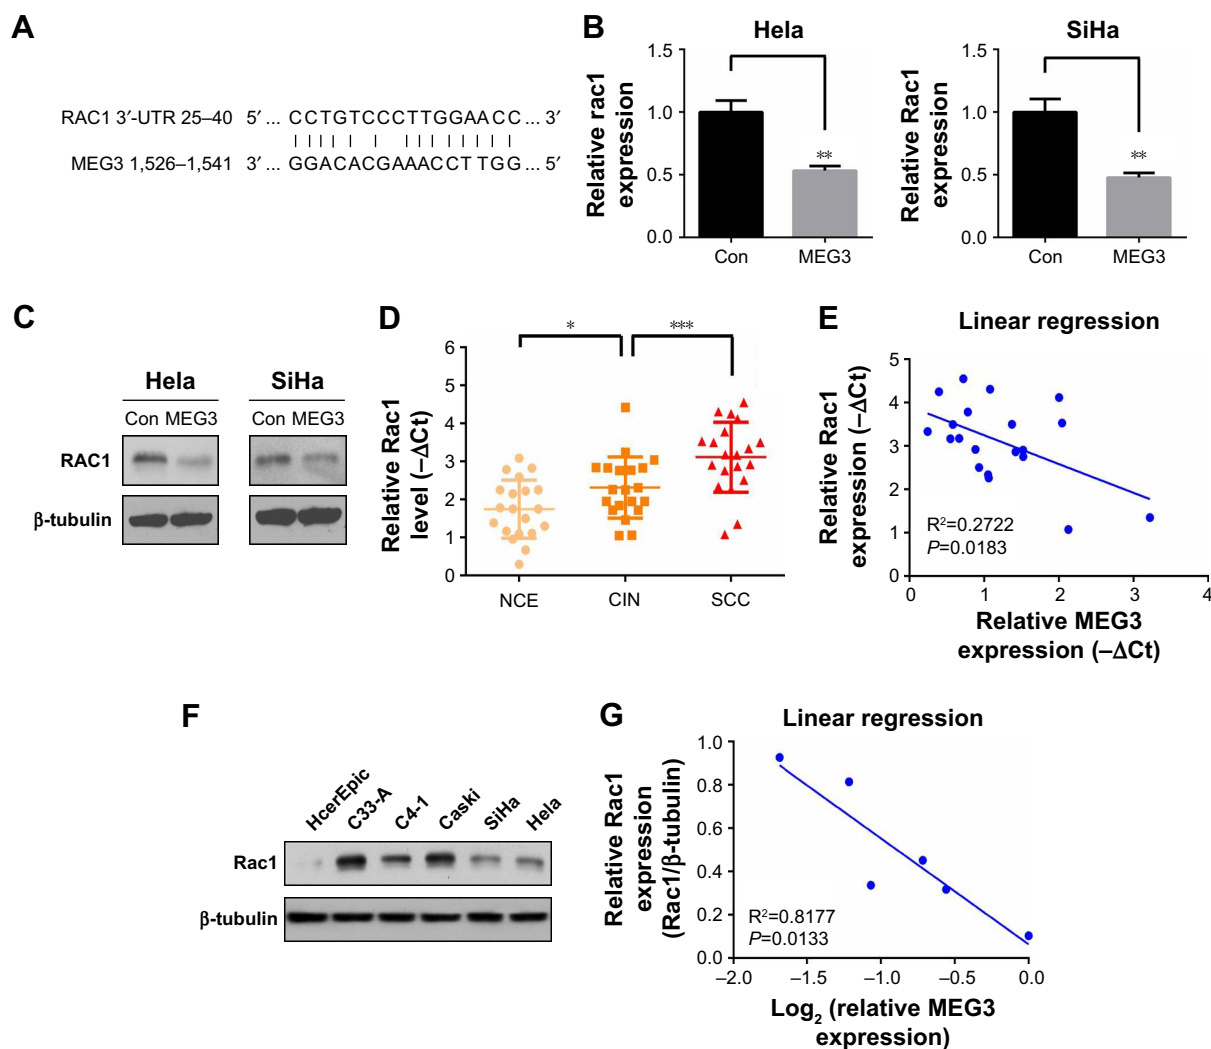 A
RAC1 3′-UTR 25–40 5′ ... CCTGTCCCTTGGAACC ... 3′
MEG3 1,526–1,541 3′ ... GGACACGAAACCTTGG ... 5′
B
Hela
Relative rac1
expression
1.5
1.0
0.5
0.0
**
Con MEG3
SiHa
Relative Rac1
expression
1.5
1.0
0.5
0.0
**
Con MEG3
C
Hela SiHa
Con MEG3 Con MEG3
RAC1
β-tubulin
D
Relative Rac1
level (–ΔCt)
6
5
4
3
2
1
0
* ***
NCE CIN SCC
E
Linear regression
Relative Rac1
expression (–ΔCt)
5
4
3
2
1
0
R²=0.2722
P=0.0183
0 1 2 3 4
Relative MEG3
expression (–ΔCt)
F
HcerEpic C33-A C4-1 Caski SiHa Hela
Rac1
β-tubulin
G
Linear regression
Relative Rac1
expression
(Rac1/β-tubulin)
1.0
0.8
0.6
0.4
0.2
0.0
R²=0.8177
P=0.0133
–2.0 –1.5 –1.0 –0.5 0.0
Log₂ (relative MEG3
expression)